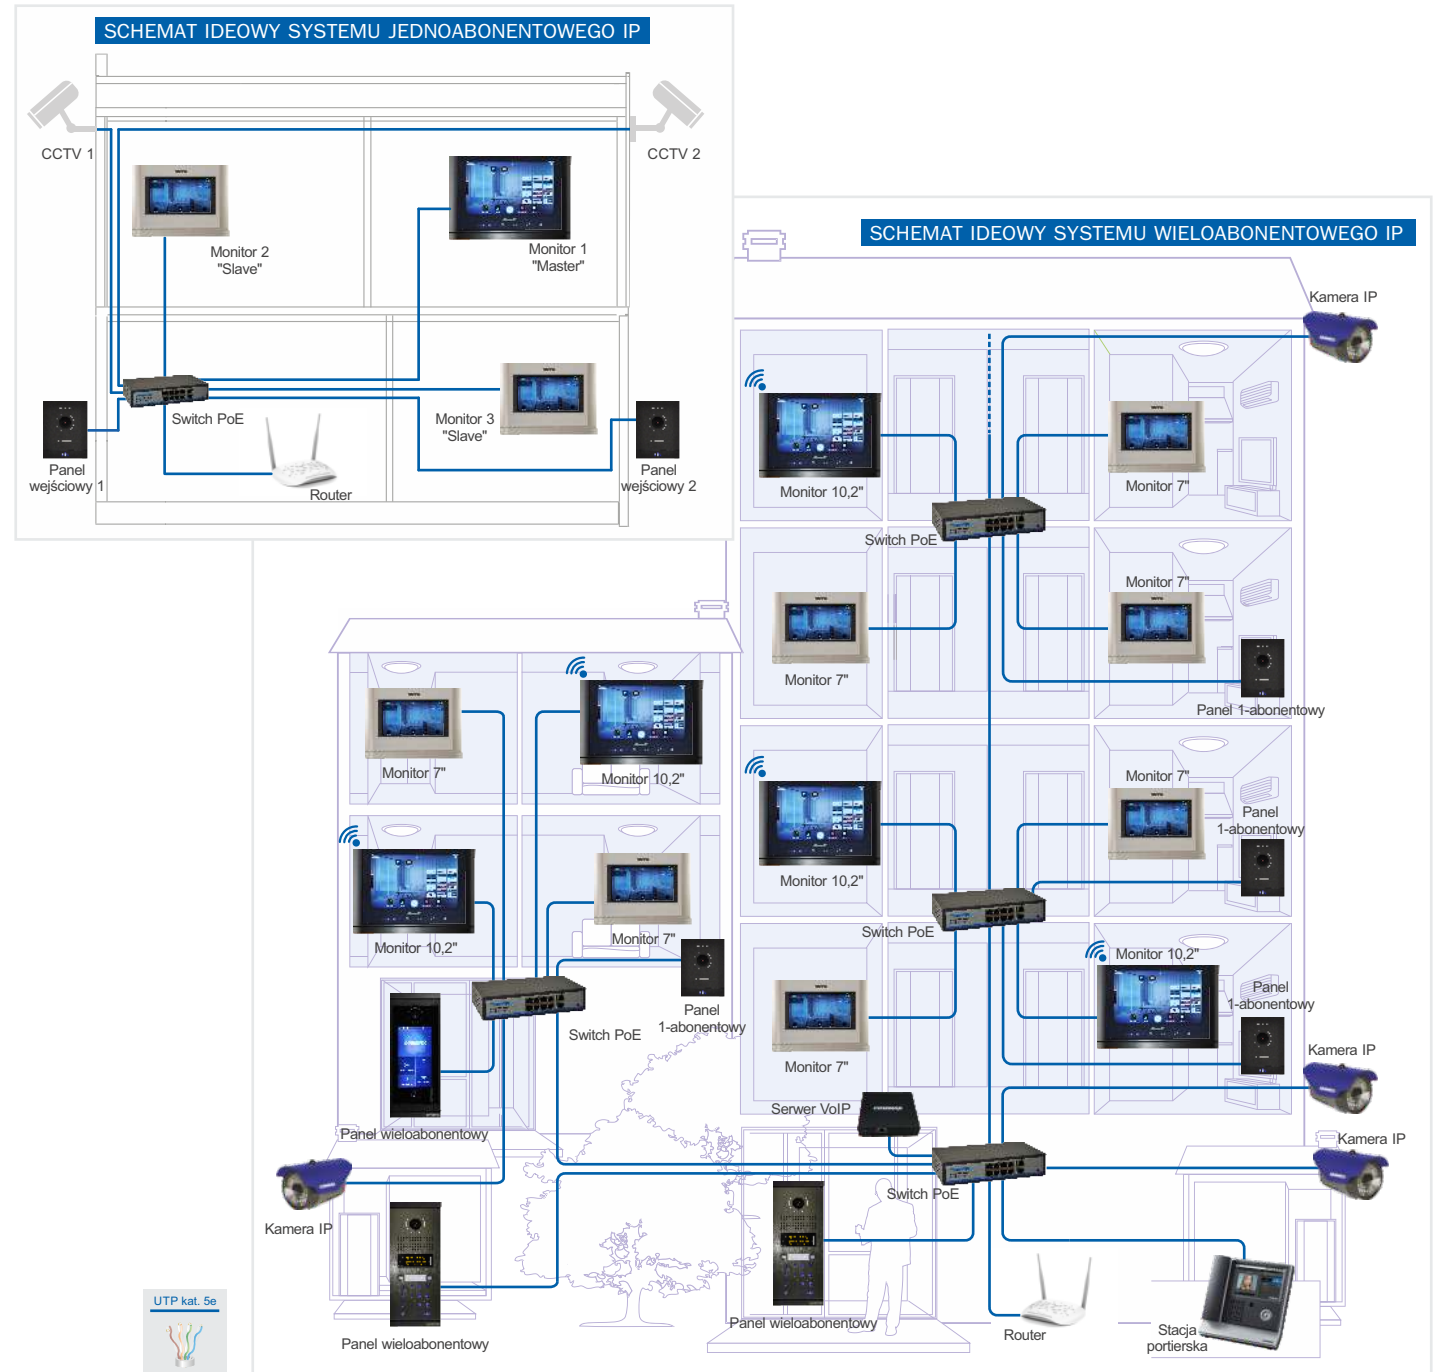 SCHEMAT IDEOWY SYSTEMU JEDNOABONENTOWEGO IP
CCTV 1
CCTV 2
Monitor 2
"Slave"
Monitor 1
"Master"
Switch PoE
Monitor 3
"Slave"
Panel
wejściowy 1
Router
Panel
wejściowy 2
SCHEMAT IDEOWY SYSTEMU WIELOABONENTOWEGO IP
Kamera IP
Monitor 10,2"
Monitor 7"
Switch PoE
Monitor 7"
Monitor 7"
Panel 1-abonentowy
Monitor 7"
Monitor 10,2"
Monitor 7"
Panel
1-abonentowy
Monitor 10,2"
Switch PoE
Monitor 10,2"
Monitor 7"
Monitor 10,2"
Panel
1-abonentowy
Panel
1-abonentowy
Switch PoE
Monitor 7"
Kamera IP
Serwer VoIP
Panel wieloabonentowy
Kamera IP
Switch PoE
Kamera IP
UTP kat. 5e
Panel wieloabonentowy
Panel wieloabonentowy
Router
Stacja
portierska